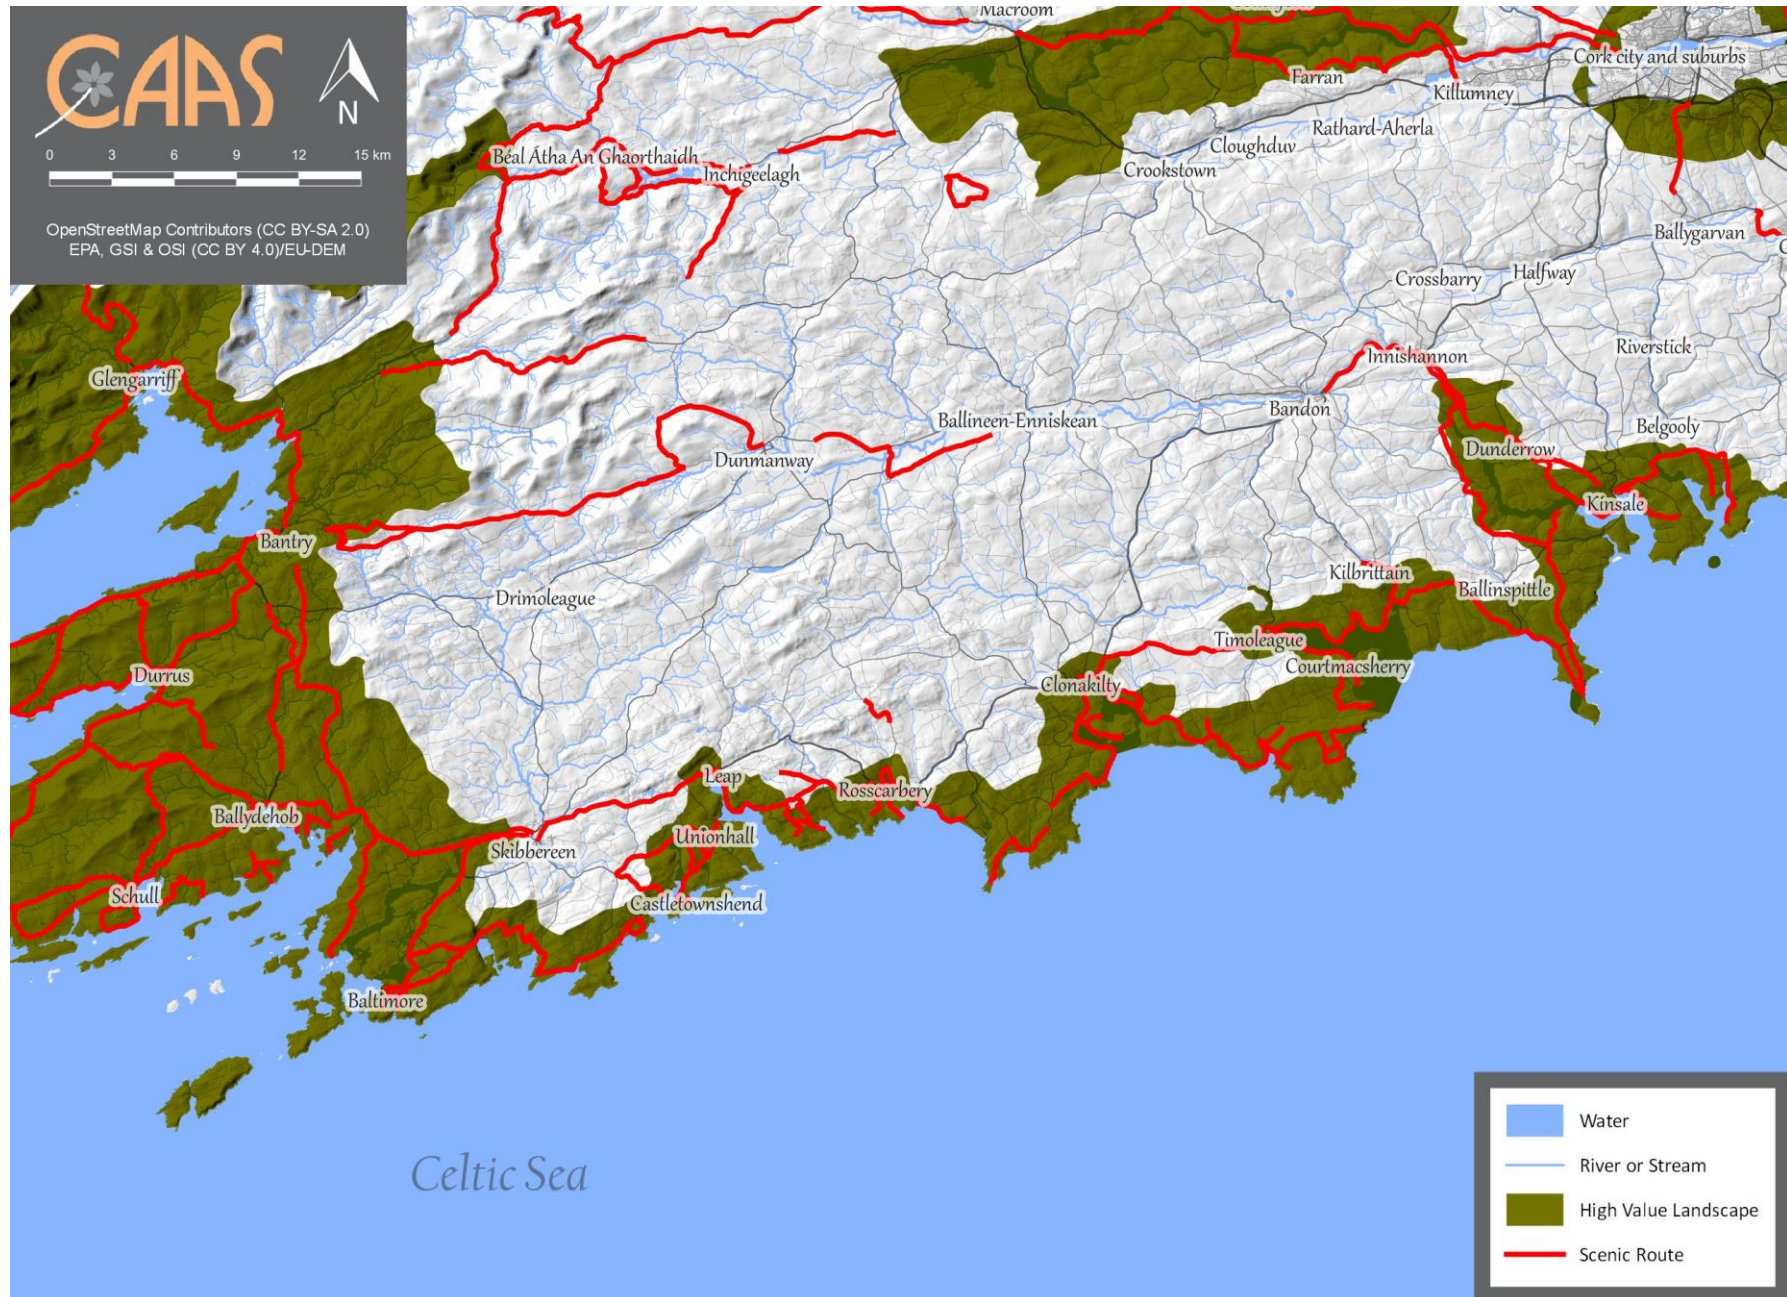 CAAS
N
0 3 6 9 12 15 km
OpenStreetMap Contributors (CC BY-SA 2.0)
EPA, GSI & OSI (CC BY 4.0)/EU-DEM
Macroom
Cork city and suburbs
Farran
Killumney
Rathard-Aherla
Cloughduv
Crookstown
Béal Átha An Ghaorthaidh
Inchigeelagh
Ballygarvan
Halfway
Crossbarry
Riverstick
Innishannon
Glengarriff
Bandon
Ballineen-Enniskean
Belgooly
Dunderrow
Dunmanway
Kinsale
Bantry
Kilbrittain
Ballinspittle
Drimoleague
Timoleague
Courtmacsherry
Durrus
Clonakilty
Leap
Rosscarbery
Ballydehob
Unionhall
Skibbereen
Schull
Castletownshend
Baltimore
Celtic Sea
Water
River or Stream
High Value Landscape
Scenic Route